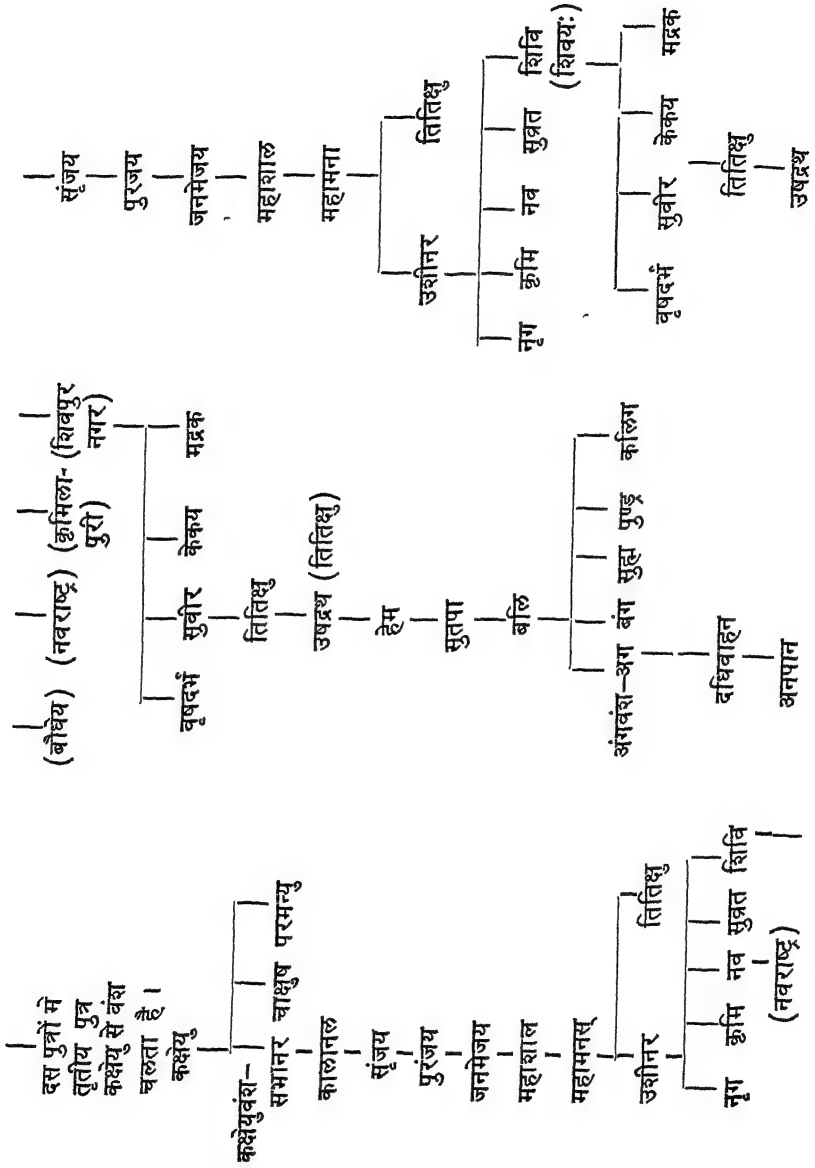 दस पुत्रों मे
तृतीय पुत्र
कक्षेयु से वंश
चलता है ।
कक्षेयु
कक्षेयुवंश–
सभानर चाक्षुष परमन्यु
कालानल
सृंजय
पुरंजय
जनमेजय
महाशाल
महामनस्
उशीनर तितिक्षु
नृग कृमि नव सुव्रत शिवि
(नवराष्ट्र)
(बौधेय) (नवराष्ट्र) (कृमिला- (शिवपुर
पुरी) नगर)
वृषदर्भ सुवीर केकय मद्रक
तितिक्षु
उषद्रथ (तितिक्षु)
हेम
सुतपा
बलि
अंगवंश–अग बंग सुह्म पुण्ड्र कलिग
दधिवाहन
अनपान
सृंजय
पुरजय
जनमेजय
महाशाल
महामना
उशीनर तितिक्षु
नृग कृमि नव सुव्रत शिवि
(शिवयः)
वृषदर्भ सुवीर केकय मद्रक
तितिक्षु
उषद्रथ